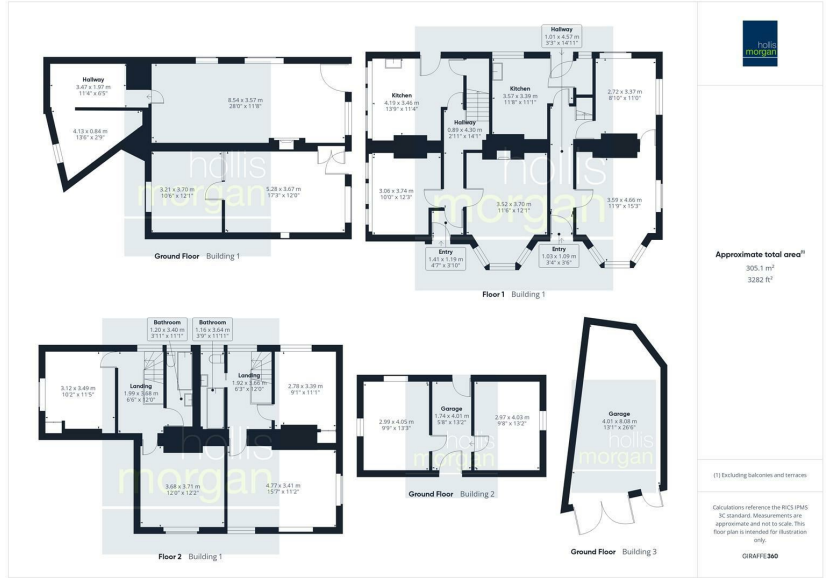 Hallway
3.47 x 1.97 m
11'4" x 6'5"
8.54 x 3.57 m
28'0" x 11'8"
4.13 x 0.84 m
13'6" x 2'9"
3.21 x 3.70 m
10'6" x 12'1"
5.28 x 3.67 m
17'3" x 12'0"
hollis
morgan
Ground Floor Building 1
Hallway
1.01 x 4.57 m
3'3" x 14'11"
Kitchen
4.19 x 3.46 m
13'9" x 11'4"
Kitchen
3.57 x 3.39 m
11'8" x 11'1"
2.72 x 3.37 m
8'10" x 11'0"
Hallway
0.89 x 4.30 m
2'11" x 14'1"
3.06 x 3.74 m
10'0" x 12'3"
3.52 x 3.70 m
11'6" x 12'1"
3.59 x 4.66 m
11'9" x 15'3"
hollis
morgan
Entry
1.41 x 1.19 m
4'7" x 3'10"
Entry
1.03 x 1.09 m
3'4" x 3'6"
Floor 1 Building 1
hollis
morgan
Approximate total area(1)
305.1 m²
3282 ft²
Bathroom
1.20 x 3.40 m
3'11" x 11'1"
Bathroom
1.16 x 3.64 m
3'9" x 11'11"
3.12 x 3.49 m
10'2" x 11'5"
Landing
1.99 x 3.68 m
6'6" x 12'0"
Landing
1.92 x 3.66 m
6'3" x 12'0"
2.78 x 3.39 m
9'1" x 11'1"
3.68 x 3.71 m
12'0" x 12'2"
4.77 x 3.41 m
15'7" x 11'2"
hollis
morgan
Floor 2 Building 1
2.99 x 4.05 m
9'9" x 13'3"
Garage
1.74 x 4.01 m
5'8" x 13'2"
2.97 x 4.03 m
9'8" x 13'2"
hollis
morgan
Ground Floor Building 2
Garage
4.01 x 8.08 m
13'1" x 26'6"
hollis
morgan
Ground Floor Building 3
(1) Excluding balconies and terraces
Calculations reference the RICS IPMS
3C standard. Measurements are
approximate and not to scale. This
floor plan is intended for illustration
only.
GIRAFFE360